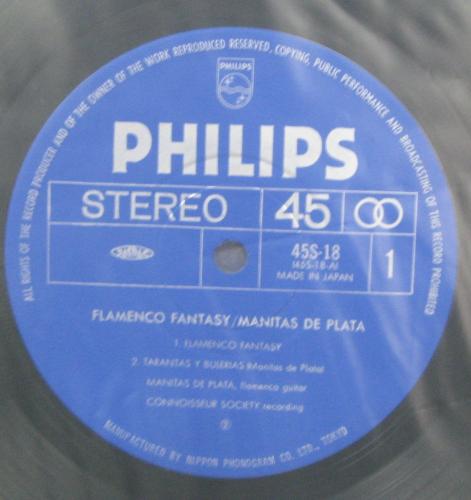 ALL RIGHTS OF THE RECORD PRODUCER AND OF THE OWNER OF THE WORK REPRODUCED RESERVED, COPYING, PUBLIC PERFORMANCE AND BROADCASTING OF THIS RECORD PROHIBITED
PHILIPS
PHILIPS
STEREO 45
45S-18
MADE IN JAPAN
1
FLAMENCO FANTASY/MANITAS DE PLATA
1. FLAMENCO FANTASY
2. TARANTAS Y BULERIAS (Manitas de Plata)
MANITAS DE PLATA, flamenco guitar
CONNOISSEUR SOCIETY recording
Ⓟ
MANUFACTURED BY NIPPON PHONOGRAM CO. LTD., TOKYO